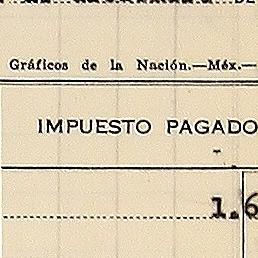 Gráficos de la Nación.—Méx.—
IMPUESTO PAGADO
1.6